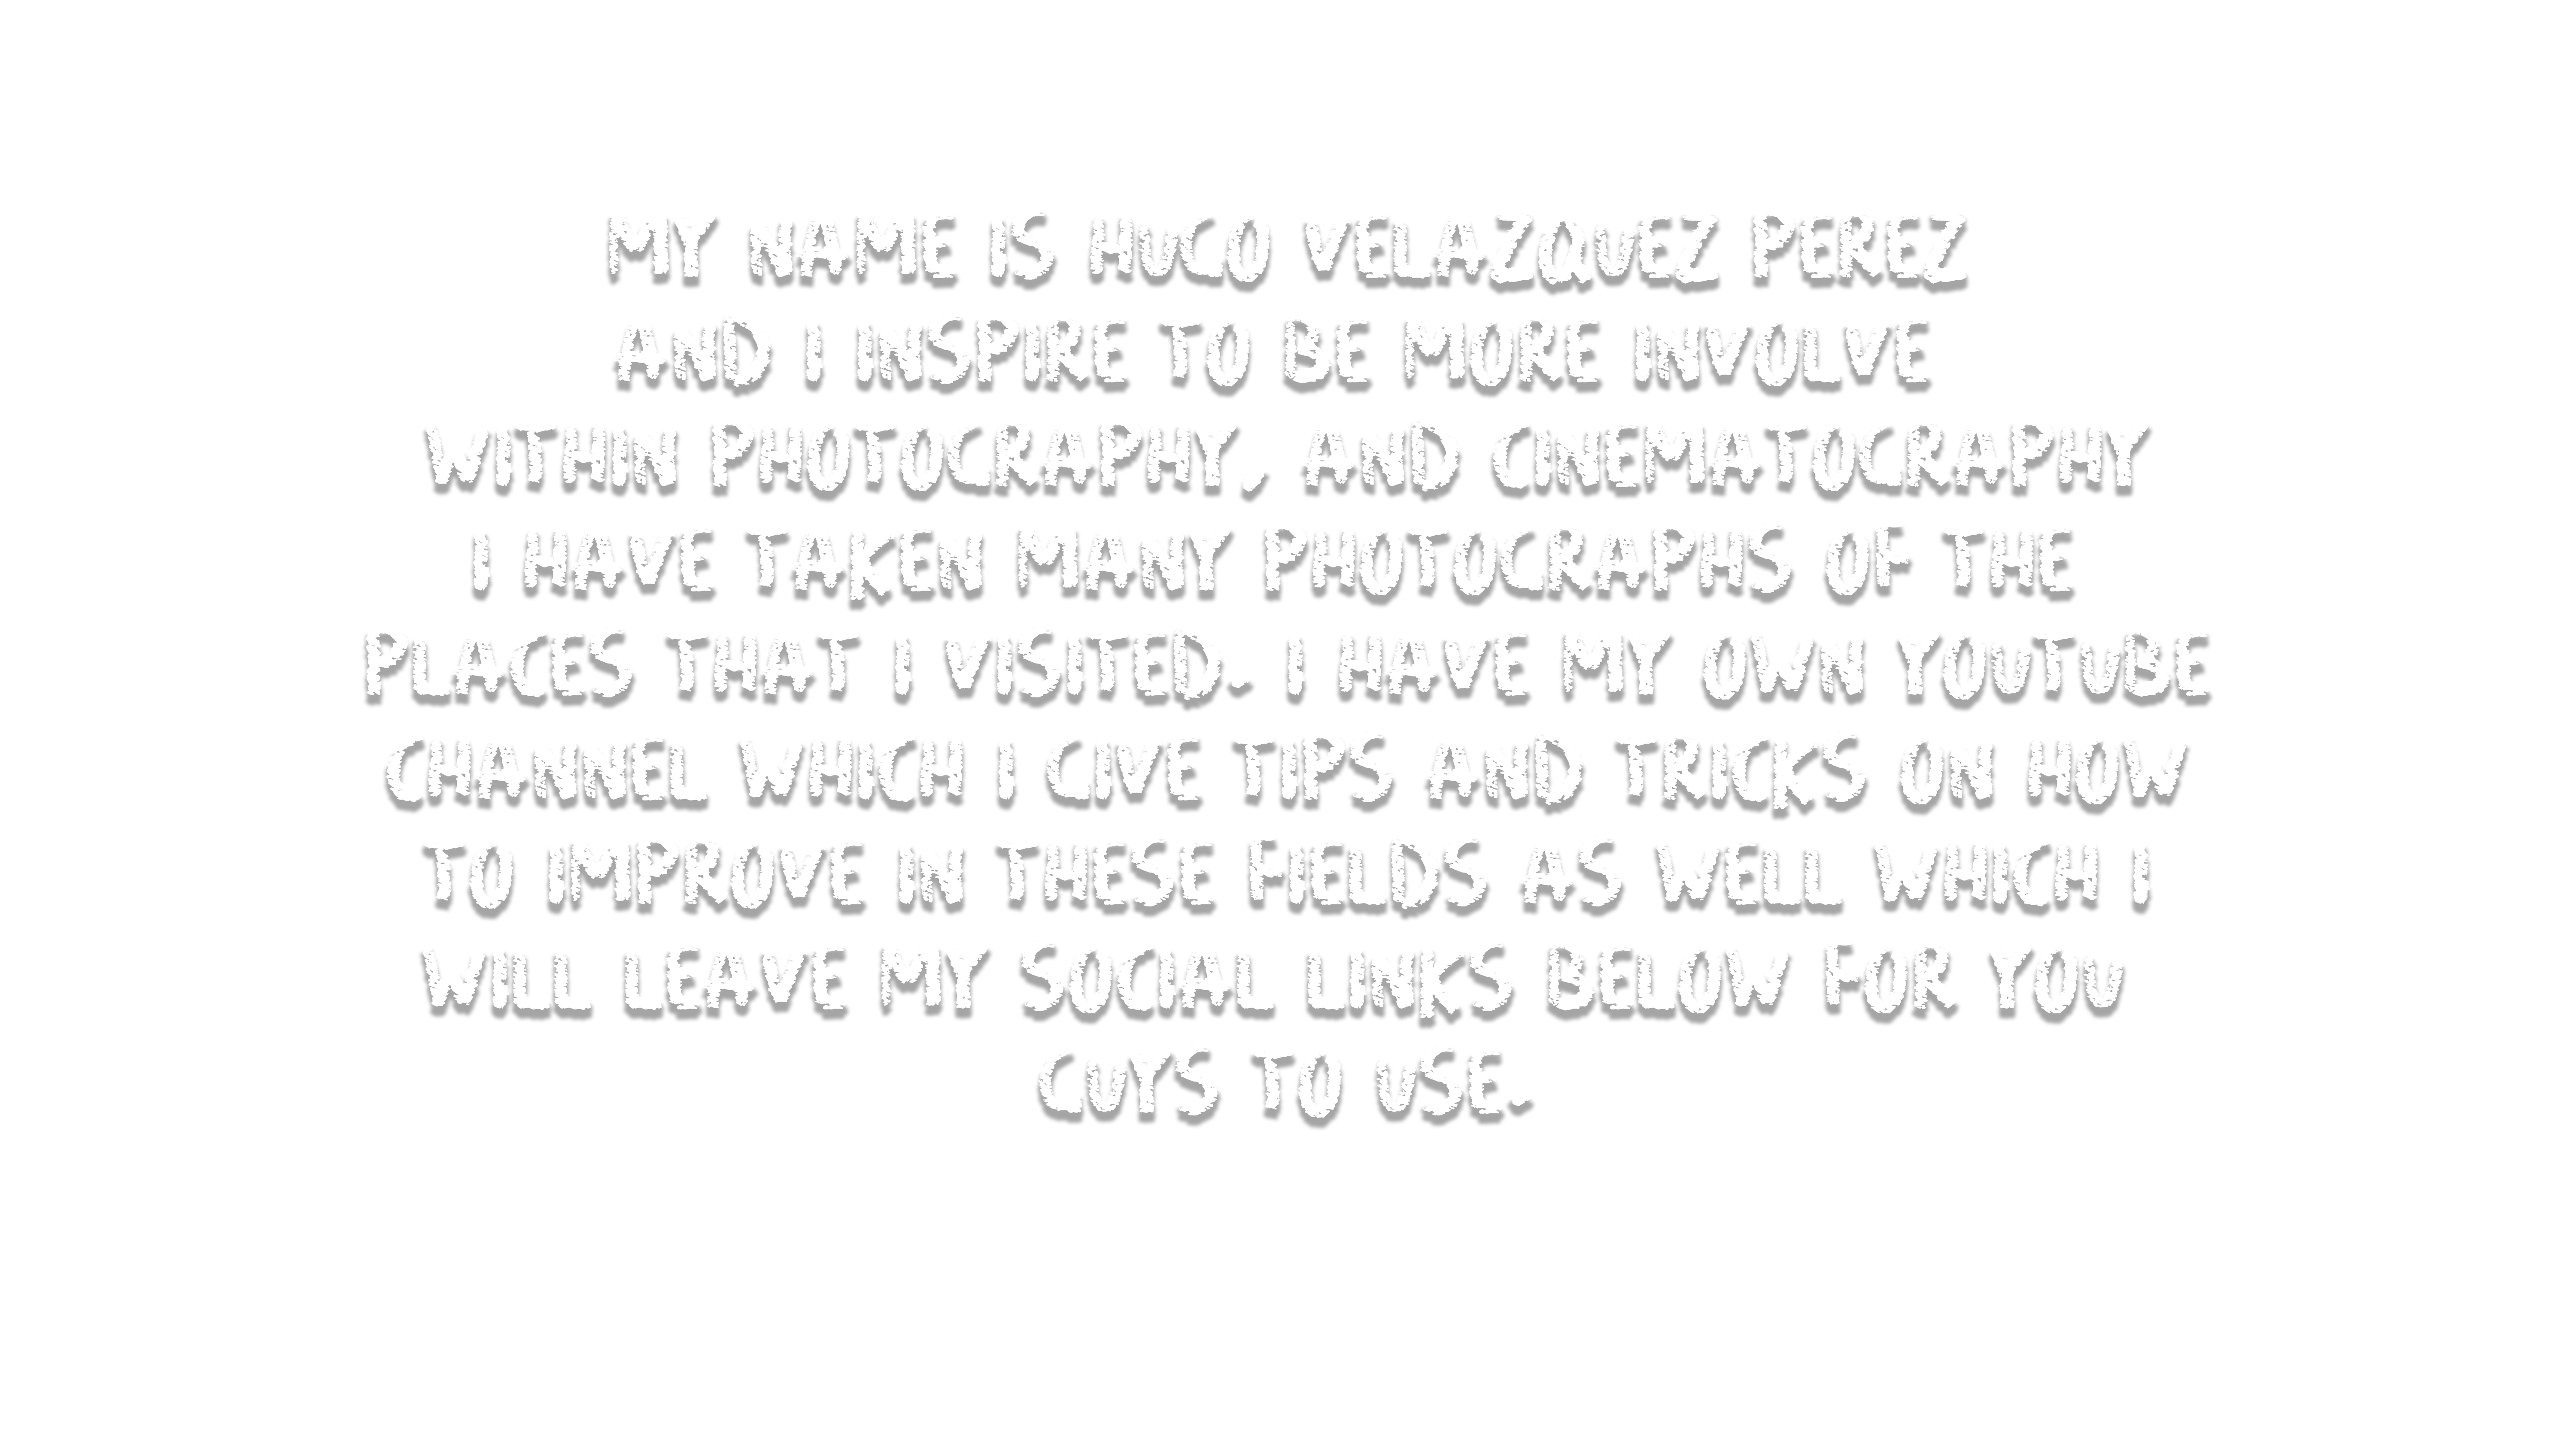 MY NAME IS HUGO VELAZQUEZ PEREZ
AND I INSPIRE TO BE MORE INVOLVE
WITHIN PHOTOGRAPHY, AND CINEMATOGRAPHY
I HAVE TAKEN MANY PHOTOGRAPHS OF THE
PLACES THAT I VISITED. I HAVE MY OWN YOUTUBE
CHANNEL WHICH I GIVE TIPS AND TRICKS ON HOW
TO IMPROVE IN THESE FIELDS AS WELL WHICH I
WILL LEAVE MY SOCIAL LINKS BELOW FOR YOU
GUYS TO USE.